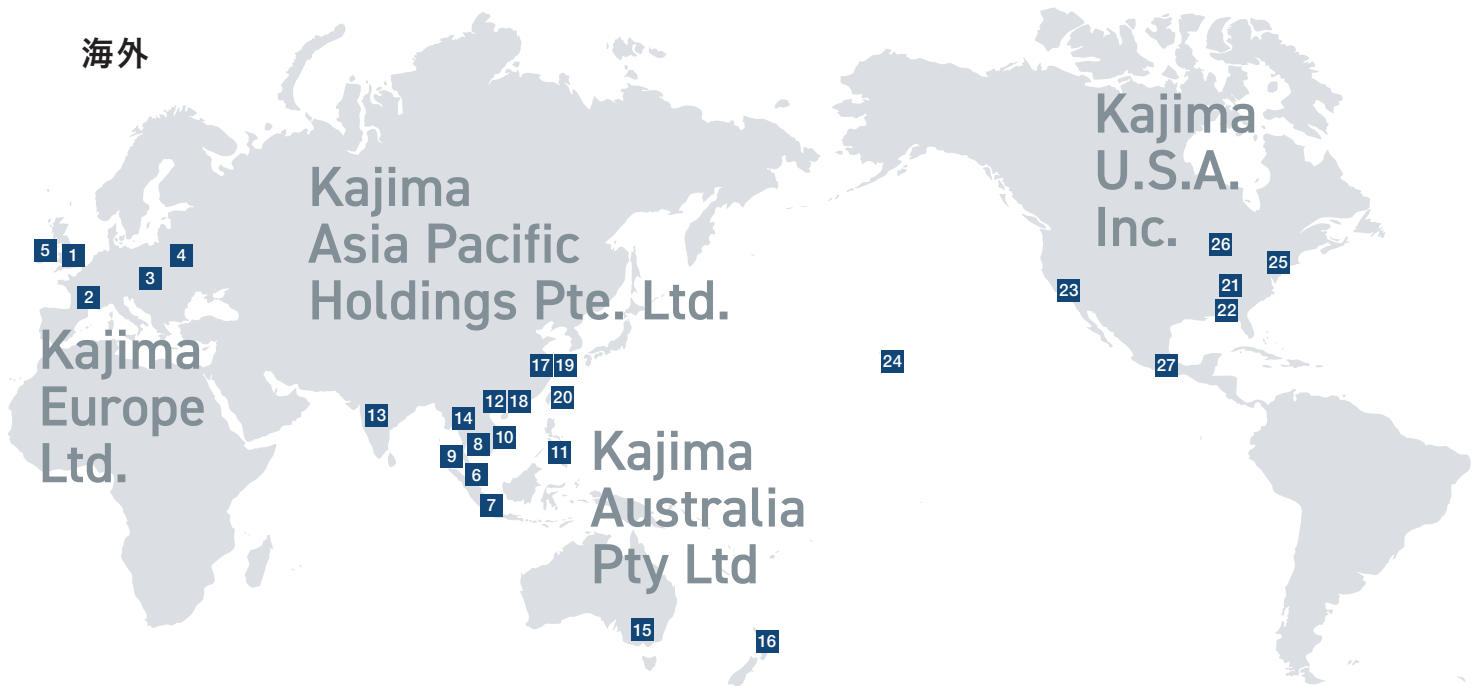 海外
Kajima
U.S.A.
Inc.
Kajima
Asia Pacific
Holdings Pte. Ltd.
5
1
4
3
2
26
25
21
23
22
Kajima
Europe
Ltd.
17
19
24
27
12
18
20
13
14
10
8
9
11
6
7
Kajima
Australia
Pty Ltd
15
16